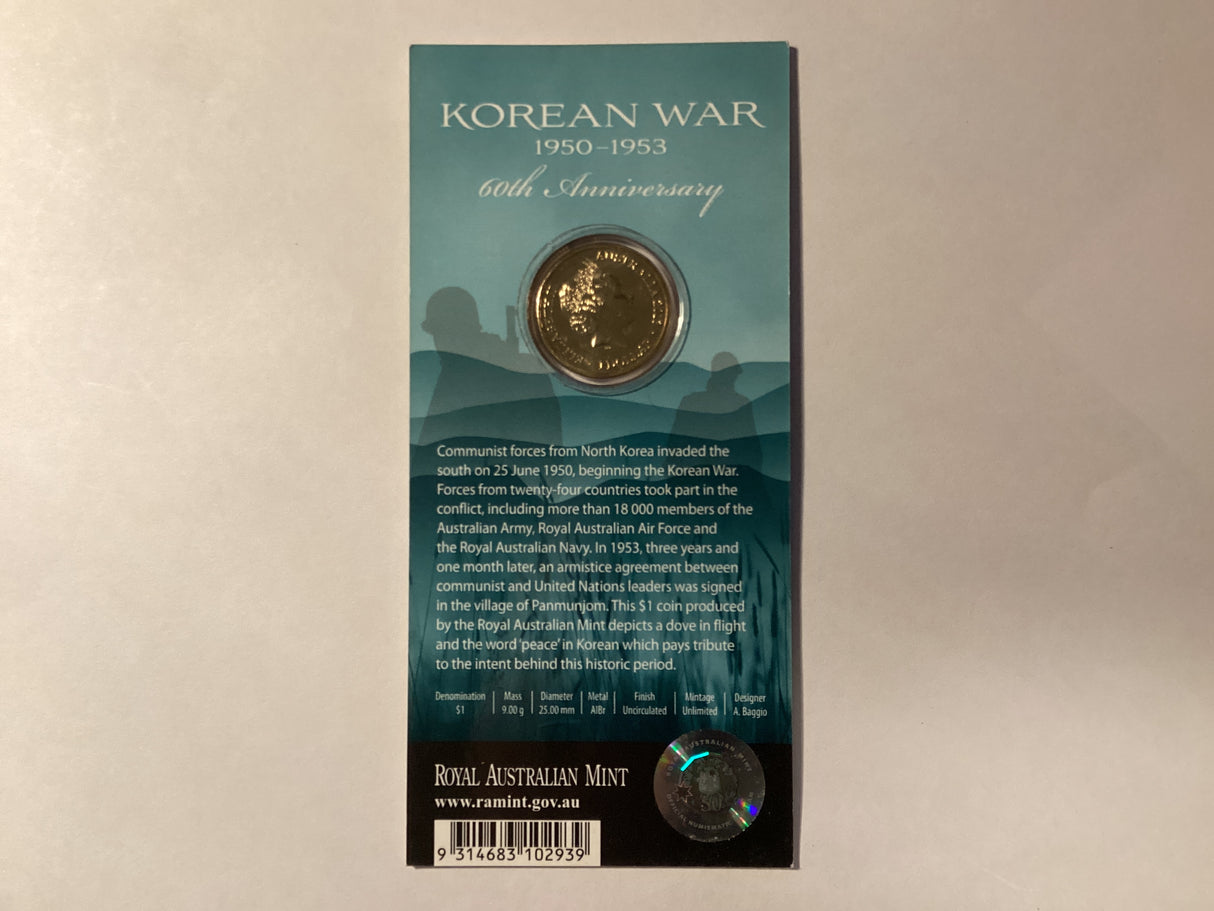 KOREAN WAR
1950–1953
60th Anniversary
AUSTRALIA
Communist forces from North Korea invaded the
south on 25 June 1950, beginning the Korean War.
Forces from twenty-four countries took part in the
conflict, including more than 18 000 members of the
Australian Army, Royal Australian Air Force and
the Royal Australian Navy. In 1953, three years and
one month later, an armistice agreement between
communist and United Nations leaders was signed
in the village of Panmunjom. This $1 coin produced
by the Royal Australian Mint depicts a dove in flight
and the word 'peace' in Korean which pays tribute
to the intent behind this historic period.
Denomination | Mass | Diameter | Metal | Finish | Mintage | Designer
$1 | 9.00 g | 25.00 mm | AlBr | Uncirculated | Unlimited | A. Baggio
ROYAL AUSTRALIAN MINT
www.ramint.gov.au
ROYAL AUSTRALIAN MINT
9 314683 102939